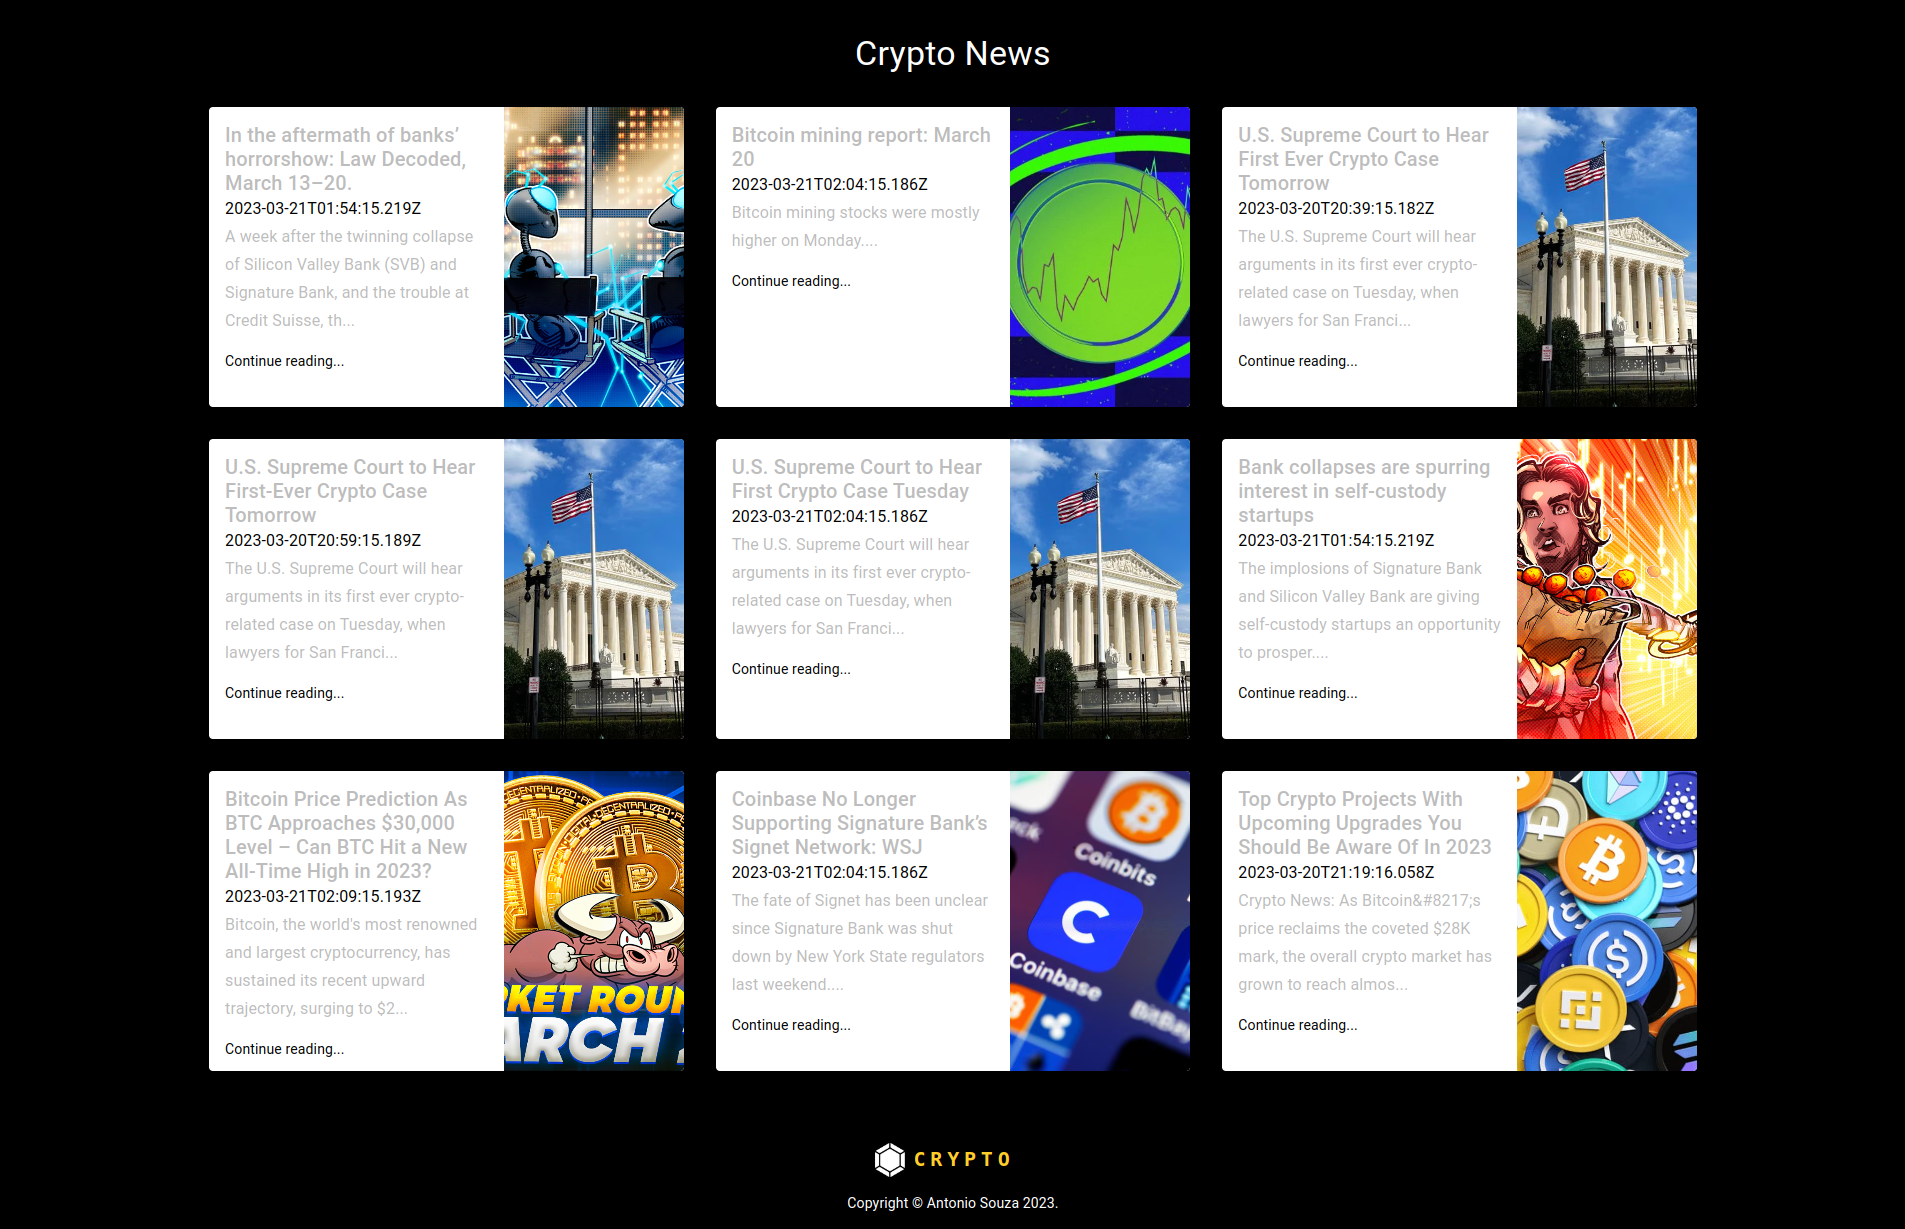 Crypto News
In the aftermath of banks’
horrorshow: Law Decoded,
March 13–20.
2023-03-21T01:54:15.219Z
A week after the twinning collapse
of Silicon Valley Bank (SVB) and
Signature Bank, and the trouble at
Credit Suisse, th...
Continue reading...
Bitcoin mining report: March
20
2023-03-21T02:04:15.186Z
Bitcoin mining stocks were mostly
higher on Monday....
Continue reading...
U.S. Supreme Court to Hear
First Ever Crypto Case
Tomorrow
2023-03-20T20:39:15.182Z
The U.S. Supreme Court will hear
arguments in its first ever crypto-
related case on Tuesday, when
lawyers for San Franci...
Continue reading...
U.S. Supreme Court to Hear
First-Ever Crypto Case
Tomorrow
2023-03-20T20:59:15.189Z
The U.S. Supreme Court will hear
arguments in its first ever crypto-
related case on Tuesday, when
lawyers for San Franci...
Continue reading...
U.S. Supreme Court to Hear
First Crypto Case Tuesday
2023-03-21T02:04:15.186Z
The U.S. Supreme Court will hear
arguments in its first ever crypto-
related case on Tuesday, when
lawyers for San Franci...
Continue reading...
Bank collapses are spurring
interest in self-custody
startups
2023-03-21T01:54:15.219Z
The implosions of Signature Bank
and Silicon Valley Bank are giving
self-custody startups an opportunity
to prosper....
Continue reading...
Bitcoin Price Prediction As
BTC Approaches $30,000
Level – Can BTC Hit a New
All-Time High in 2023?
2023-03-21T02:09:15.193Z
Bitcoin, the world's most renowned
and largest cryptocurrency, has
sustained its recent upward
trajectory, surging to $2...
Continue reading...
DECENTRALIZED
DECENTRALIZED
RKET ROUN
ARCH
Coinbase No Longer
Supporting Signature Bank’s
Signet Network: WSJ
2023-03-21T02:04:15.186Z
The fate of Signet has been unclear
since Signature Bank was shut
down by New York State regulators
last weekend....
Continue reading...
Coinbits
Coinbase
Top Crypto Projects With
Upcoming Upgrades You
Should Be Aware Of In 2023
2023-03-20T21:19:16.058Z
Crypto News: As Bitcoin&#8217;s
price reclaims the coveted $28K
mark, the overall crypto market has
grown to reach almos...
Continue reading...
CRYPTO
Copyright © Antonio Souza 2023.